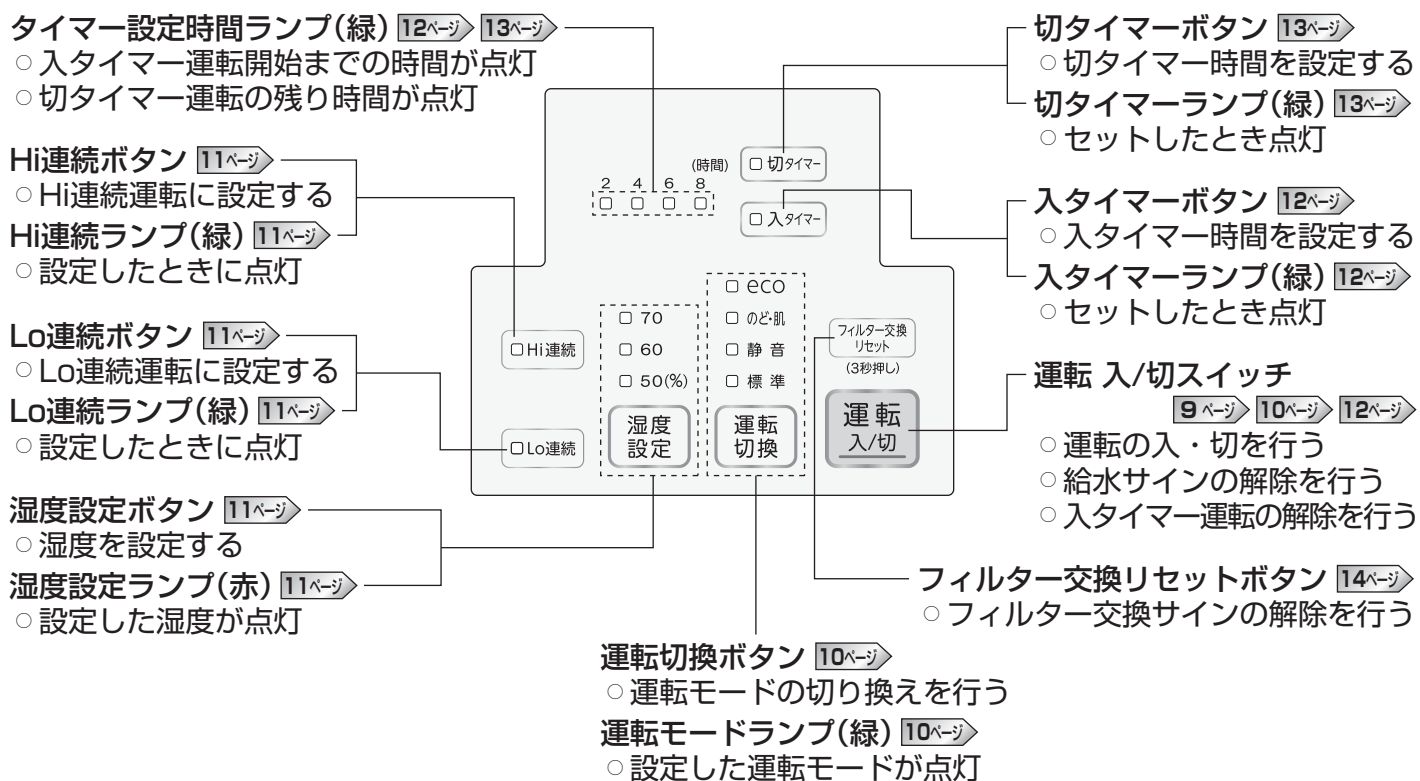 タイマー設定時間ランプ(緑) 12ページ 13ページ
○入タイマー運転開始までの時間が点灯
○切タイマー運転の残り時間が点灯
Hi連続ボタン 11ページ
○Hi連続運転に設定する
Hi連続ランプ(緑) 11ページ
○設定したときに点灯
Lo連続ボタン 11ページ
○Lo連続運転に設定する
Lo連続ランプ(緑) 11ページ
○設定したときに点灯
湿度設定ボタン 11ページ
○湿度を設定する
湿度設定ランプ(赤) 11ページ
○設定した湿度が点灯
(時間)
2 4 6 8
切タイマー
入タイマー
Hi連続
Lo連続
70
60
50(%)
湿度
設定
eco
のど・肌
静音
標準
運転
切換
フィルター交換
リセット
(3秒押し)
運転
入/切
切タイマーボタン 13ページ
○切タイマー時間を設定する
切タイマーランプ(緑) 13ページ
○セットしたとき点灯
入タイマーボタン 12ページ
○入タイマー時間を設定する
入タイマーランプ(緑) 12ページ
○セットしたとき点灯
運転 入/切スイッチ
9ページ 10ページ 12ページ
○運転の入・切を行う
○給水サインの解除を行う
○入タイマー運転の解除を行う
フィルター交換リセットボタン 14ページ
○フィルター交換サインの解除を行う
運転切換ボタン 10ページ
○運転モードの切り換えを行う
運転モードランプ(緑) 10ページ
○設定した運転モードが点灯